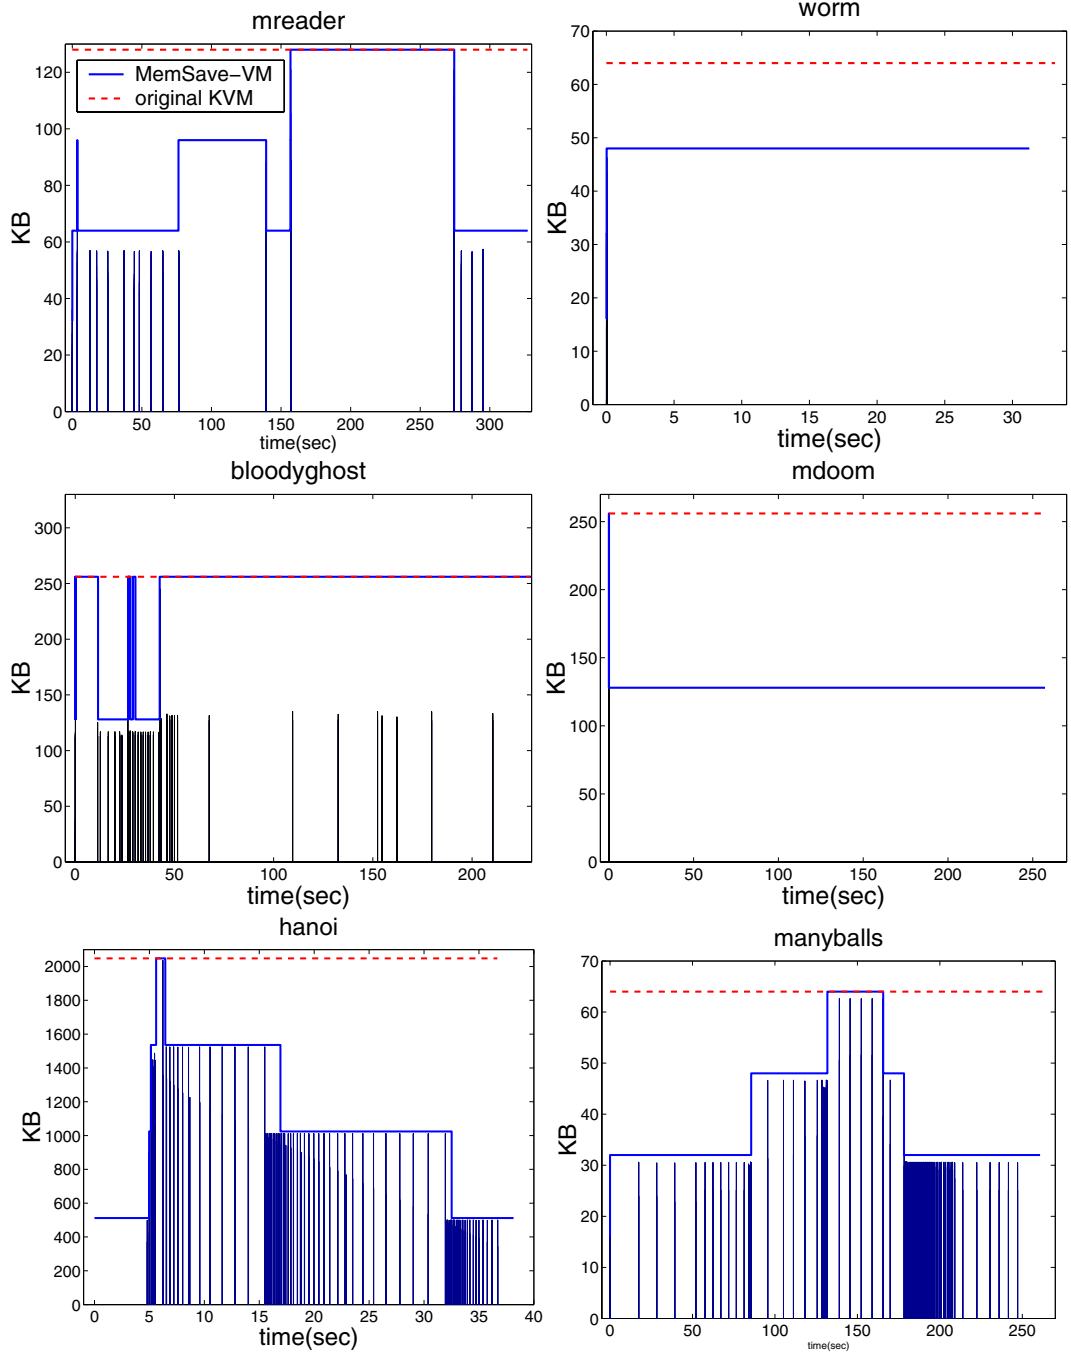 mreader
MemSave-VM
original KVM
KB
0
20
40
60
80
100
120
0 50 100 150 200 250 300
time(sec)
worm
KB
0
10
20
30
40
50
60
70
0 5 10 15 20 25 30
time(sec)
bloodyghost
KB
0
50
100
150
200
250
300
0 50 100 150 200
time(sec)
mdoom
KB
0
50
100
150
200
250
0 50 100 150 200 250
time(sec)
hanoi
KB
0
200
400
600
800
1000
1200
1400
1600
1800
2000
0 5 10 15 20 25 30 35 40
time(sec)
manyballs
KB
0
10
20
30
40
50
60
70
0 50 100 150 200 250
time(sec)